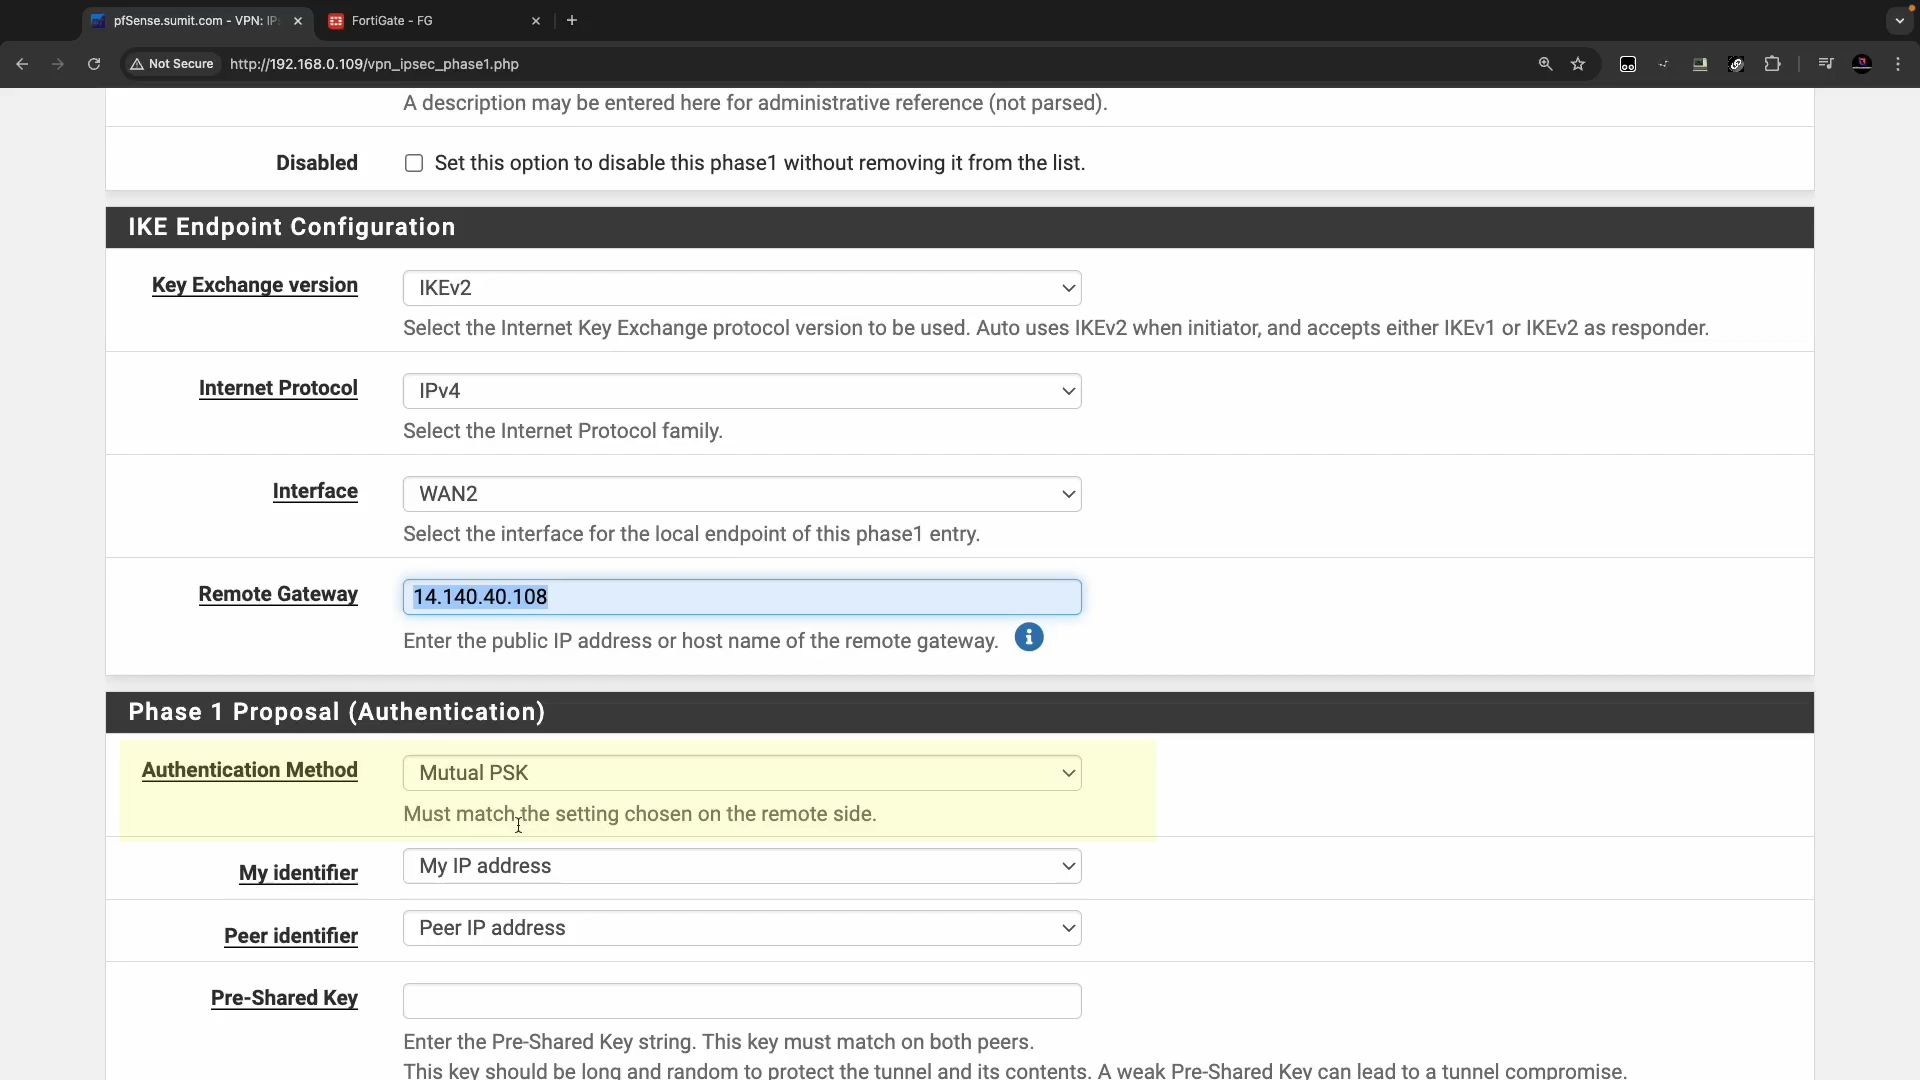 pfSense.sumit.com - VPN: IP
FortiGate - FG
Not Secure
http://192.168.0.109/vpn_ipsec_phase1.php
A description may be entered here for administrative reference (not parsed).
Disabled
Set this option to disable this phase1 without removing it from the list.
IKE Endpoint Configuration
Key Exchange version
IKEv2
Select the Internet Key Exchange protocol version to be used. Auto uses IKEv2 when initiator, and accepts either IKEv1 or IKEv2 as responder.
Internet Protocol
IPv4
Select the Internet Protocol family.
Interface
WAN2
Select the interface for the local endpoint of this phase1 entry.
Remote Gateway
14.140.40.108
Enter the public IP address or host name of the remote gateway.
Phase 1 Proposal (Authentication)
Authentication Method
Mutual PSK
Must match the setting chosen on the remote side.
My identifier
My IP address
Peer identifier
Peer IP address
Pre-Shared Key
Enter the Pre-Shared Key string. This key must match on both peers.
This key should be long and random to protect the tunnel and its contents. A weak Pre-Shared Key can lead to a tunnel compromise.